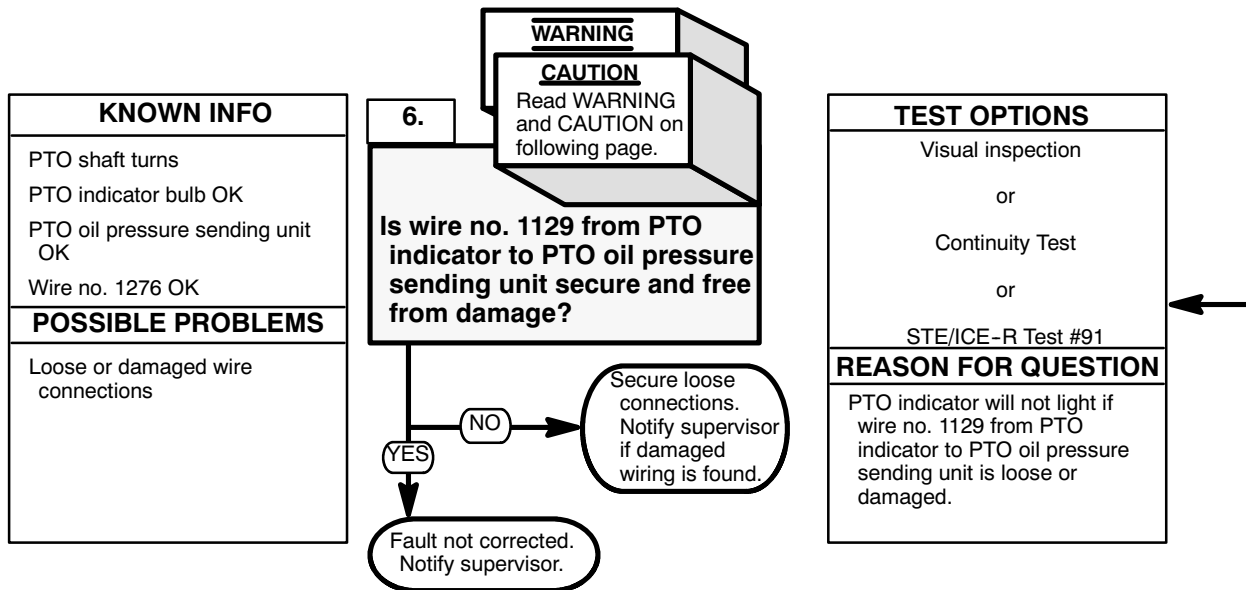 KNOWN INFO
PTO shaft turns
PTO indicator bulb OK
PTO oil pressure sending unit
OK
Wire no. 1276 OK
POSSIBLE PROBLEMS
Loose or damaged wire
connections
WARNING
CAUTION
Read WARNING
and CAUTION on
following page.
6.
Is wire no. 1129 from PTO
indicator to PTO oil pressure
sending unit secure and free
from damage?
NO
Secure loose
connections.
Notify supervisor
if damaged
wiring is found.
YES
Fault not corrected.
Notify supervisor.
TEST OPTIONS
Visual inspection
or
Continuity Test
or
STE/ICE-R Test #91
REASON FOR QUESTION
PTO indicator will not light if
wire no. 1129 from PTO
indicator to PTO oil pressure
sending unit is loose or
damaged.